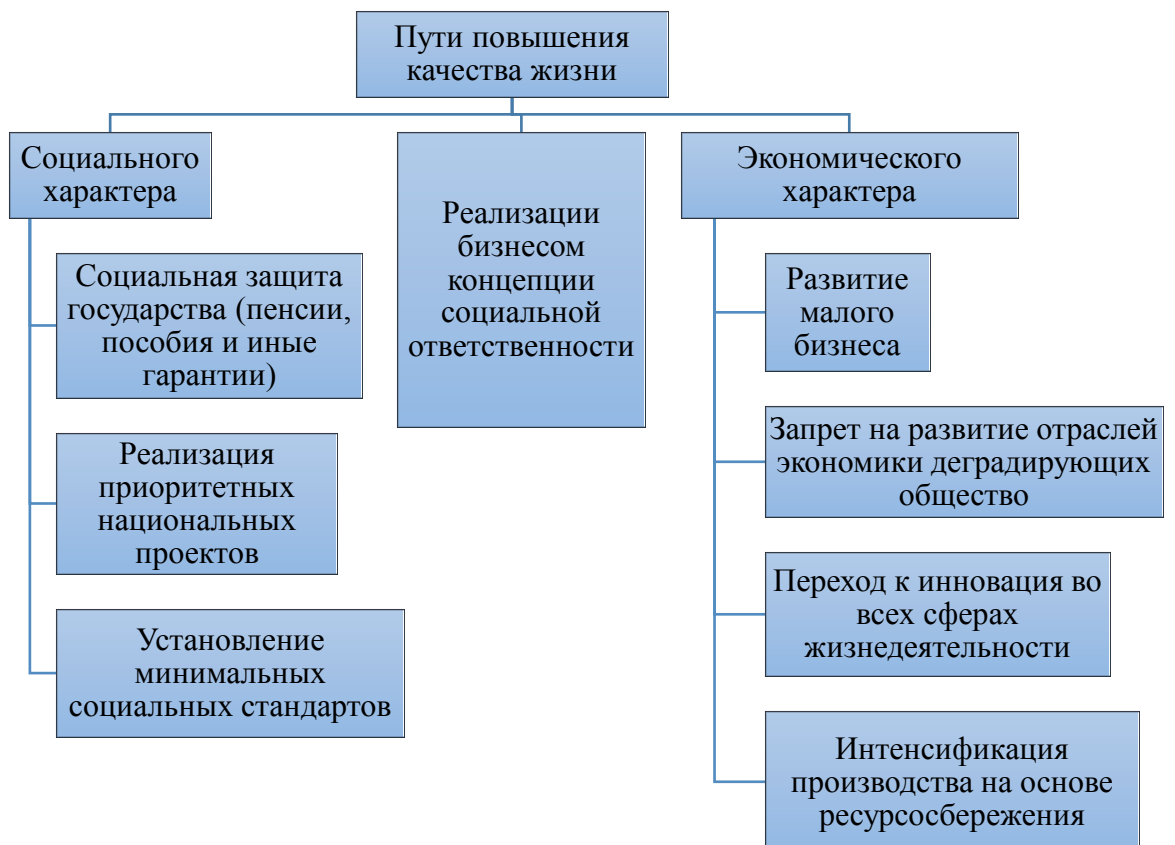 Пути повышения
качества жизни
Социального
характера
Социальная защита
государства (пенсии,
пособия и иные
гарантии)
Реализация
приоритетных
национальных
проектов
Установление
минимальных
социальных стандартов
Реализации
бизнесом
концепции
социальной
ответственности
Экономического
характера
Развитие
малого
бизнеса
Запрет на развитие отраслей
экономики деградирующих
общество
Переход к инновация во
всех сферах
жизнедеятельности
Интенсификация
производства на основе
ресурсосбережения